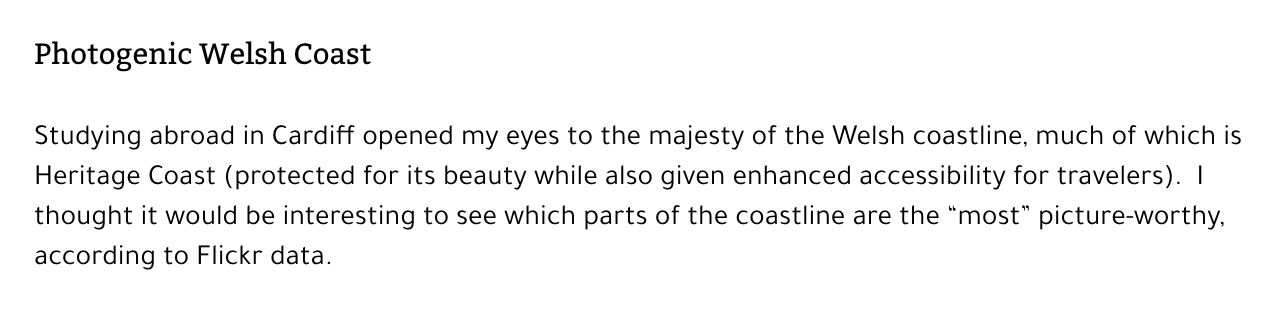 Photogenic Welsh Coast
Studying abroad in Cardiff opened my eyes to the majesty of the Welsh coastline, much of which is
Heritage Coast (protected for its beauty while also given enhanced accessibility for travelers).  I
thought it would be interesting to see which parts of the coastline are the “most” picture-worthy,
according to Flickr data.